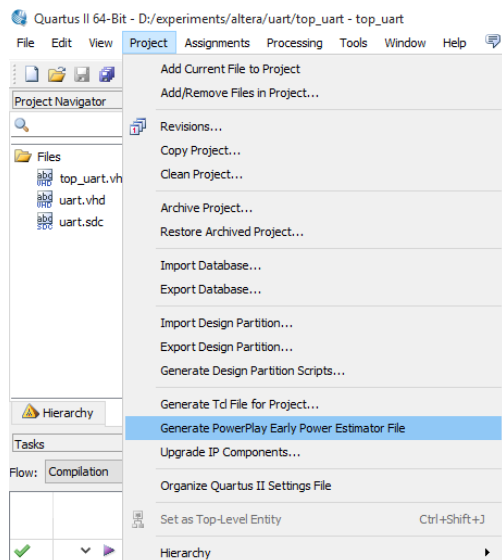 Quartus II 64-Bit - D:/experiments/altera/uart/top_uart - top_uart
File Edit View Project Assignments Processing Tools Window Help
Project Navigator
Files
top_uart.vh
uart.vhd
uart.sdc
Hierarchy
Tasks
Flow: Compilation
Add Current File to Project
Add/Remove Files in Project...
Revisions...
Copy Project...
Clean Project...
Archive Project...
Restore Archived Project...
Import Database...
Export Database...
Import Design Partition...
Export Design Partition...
Generate Design Partition Scripts...
Generate Tcl File for Project...
Generate PowerPlay Early Power Estimator File
Upgrade IP Components...
Organize Quartus II Settings File
Set as Top-Level Entity Ctrl+Shift+J
Hierarchy